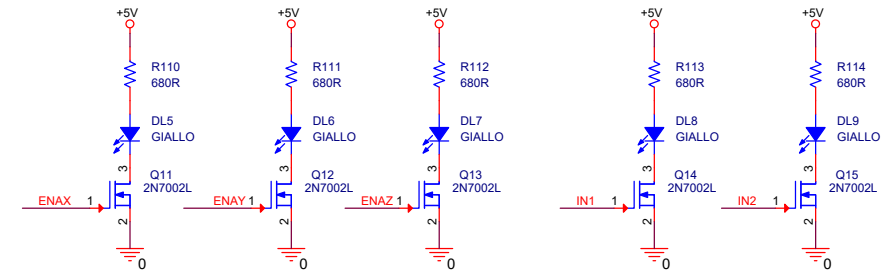 +5V
+5V
+5V
+5V
+5V
R110
680R
R111
680R
R112
680R
R113
680R
R114
680R
DL5
GIALLO
DL6
GIALLO
DL7
GIALLO
DL8
GIALLO
DL9
GIALLO
3
Q11
2N7002L
ENAX
1
2
3
Q12
2N7002L
ENAY
1
2
3
Q13
2N7002L
ENAZ
1
2
3
Q14
2N7002L
IN1
1
2
3
Q15
2N7002L
IN2
1
2
0
0
0
0
0